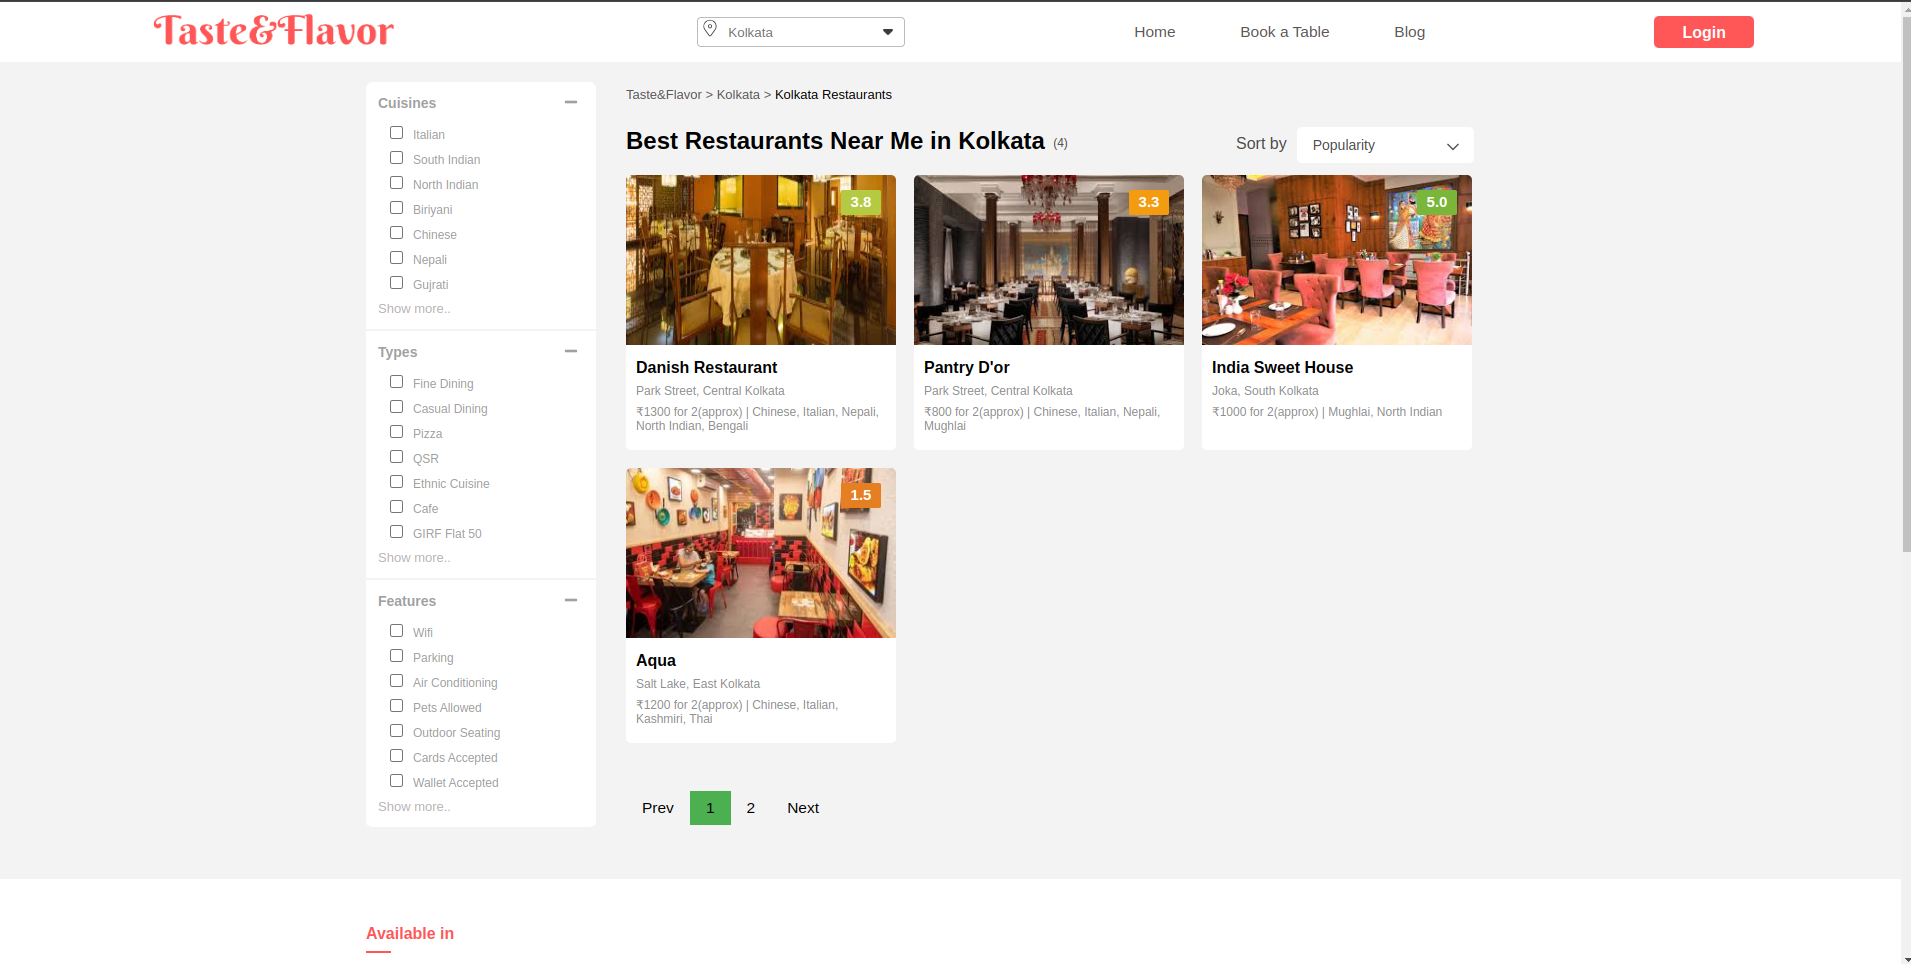 Taste&Flavor
Kolkata
Home
Book a Table
Blog
Login
Cuisines
Italian
South Indian
North Indian
Biriyani
Chinese
Nepali
Gujrati
Show more..
Types
Fine Dining
Casual Dining
Pizza
QSR
Ethnic Cuisine
Cafe
GIRF Flat 50
Show more..
Features
Wifi
Parking
Air Conditioning
Pets Allowed
Outdoor Seating
Cards Accepted
Wallet Accepted
Show more..
Taste&Flavor > Kolkata > Kolkata Restaurants
Best Restaurants Near Me in Kolkata (4)
Sort by
Popularity
3.8
Danish Restaurant
Park Street, Central Kolkata
₹1300 for 2(approx) | Chinese, Italian, Nepali,
North Indian, Bengali
3.3
Pantry D'or
Park Street, Central Kolkata
₹800 for 2(approx) | Chinese, Italian, Nepali,
Mughlai
5.0
India Sweet House
Joka, South Kolkata
₹1000 for 2(approx) | Mughlai, North Indian
1.5
Aqua
Salt Lake, East Kolkata
₹1200 for 2(approx) | Chinese, Italian,
Kashmiri, Thai
Prev
1
2
Next
Available in